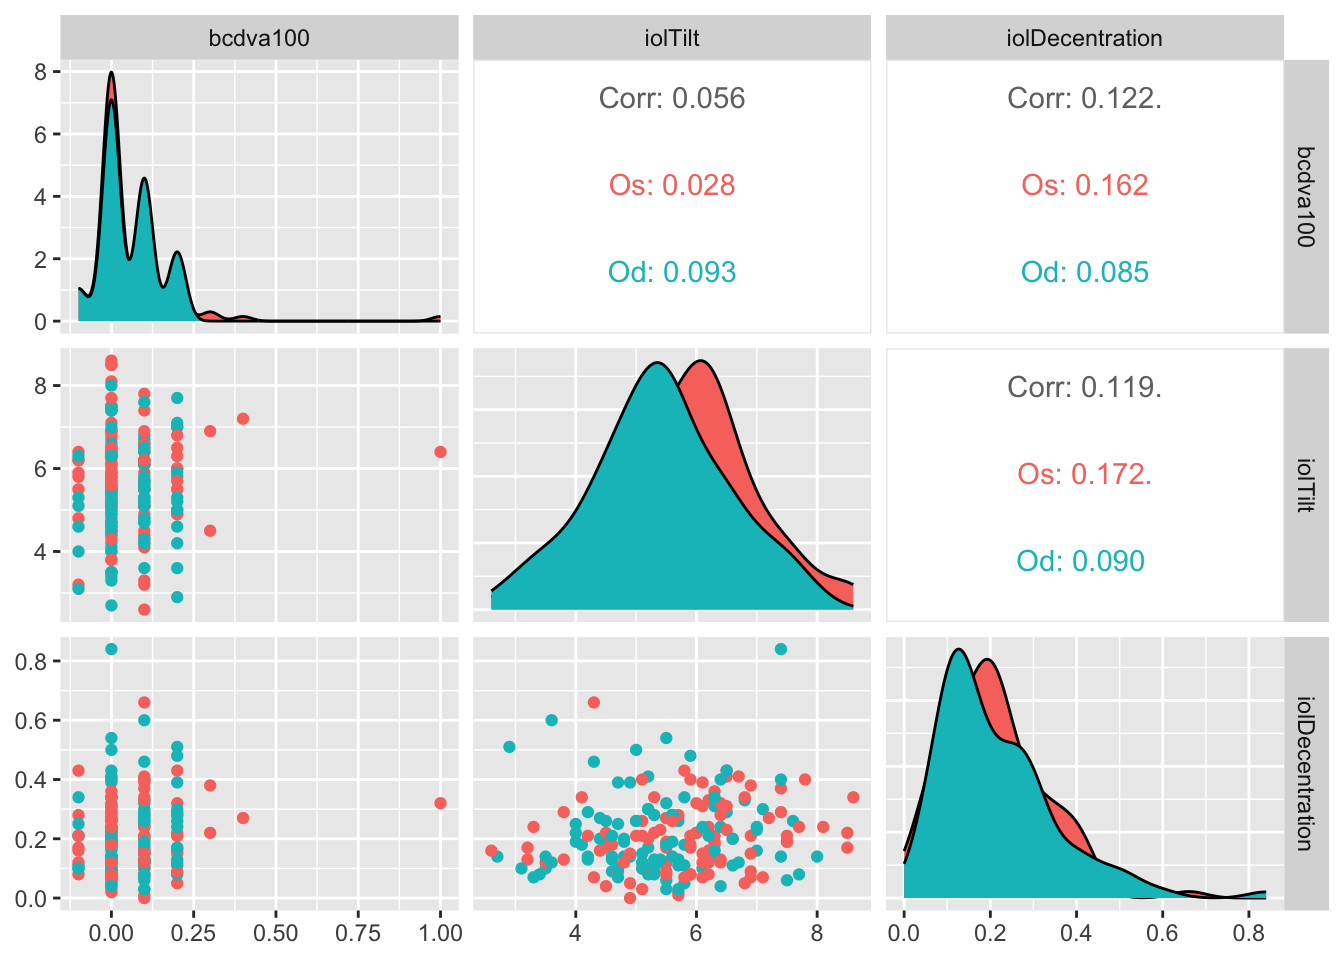 bcdva100 iolTilt iolDecentration
8
6
4
2
0
Corr: 0.056
Os: 0.028
Od: 0.093
Corr: 0.122.
Os: 0.162
Od: 0.085
bcdva100
8
6
4
Corr: 0.119.
Os: 0.172.
Od: 0.090
iolTilt
0.8
0.6
0.4
0.2
0.0
iolDecentration
0.00 0.25 0.50 0.75 1.00 4 6 8 0.0 0.2 0.4 0.6 0.8